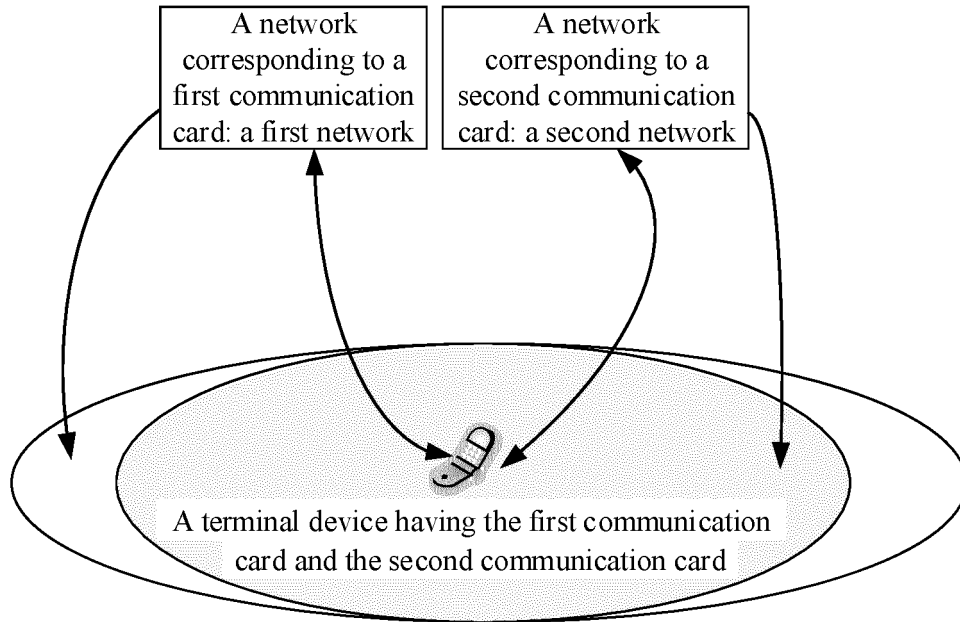 A network
corresponding to a
first communication
card: a first network
A network
corresponding to a
second communication
card: a second network
A terminal device having the first communication
card and the second communication card